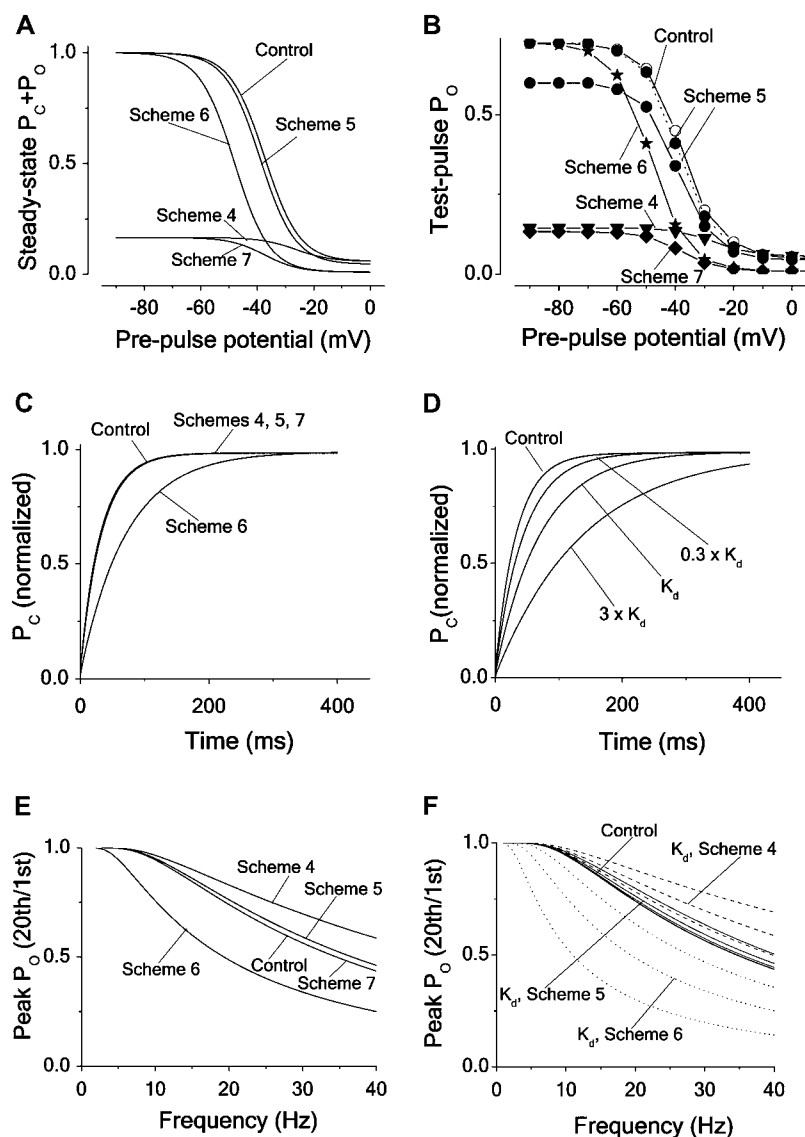 A
Steady-state P_C+P_O
1.0
0.5
0.0
Control
Scheme 6
Scheme 5
Scheme 4
Scheme 7
-80 -60 -40 -20 0
Pre-pulse potential (mV)
B
Test-pulse P_O
0.5
0.0
Control
Scheme 5
Scheme 6
Scheme 4
Scheme 7
-80 -60 -40 -20 0
Pre-pulse potential (mV)
C
P_C (normalized)
1.0
0.5
0.0
Control
Schemes 4, 5, 7
Scheme 6
0 200 400
Time (ms)
D
P_C(normalized)
1.0
0.5
0.0
Control
0.3 x K_d
K_d
3 x K_d
0 200 400
Time (ms)
E
Peak P_O (20th/1st)
1.0
0.5
0.0
Scheme 4
Scheme 5
Scheme 6
Control
Scheme 7
0 10 20 30 40
Frequency (Hz)
F
Peak P_O (20th/1st)
1.0
0.5
0.0
Control
K_d, Scheme 4
K_d, Scheme 5
K_d, Scheme 6
0 10 20 30 40
Frequency (Hz)